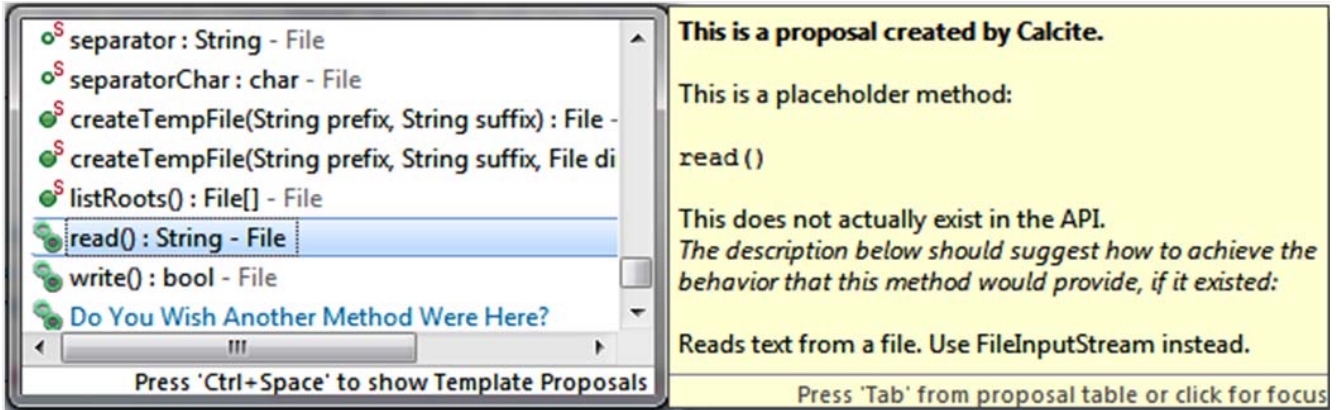 S separator : String - File
S separatorChar : char - File
S createTempFile(String prefix, String suffix) : File -
S createTempFile(String prefix, String suffix, File di
S listRoots() : File[] - File
read() : String - File
write() : bool - File
Do You Wish Another Method Were Here?
Press 'Ctrl+Space' to show Template Proposals
This is a proposal created by Calcite.
This is a placeholder method:
read()
This does not actually exist in the API.
The description below should suggest how to achieve the
behavior that this method would provide, if it existed:
Reads text from a file. Use FileInputStream instead.
Press 'Tab' from proposal table or click for focus